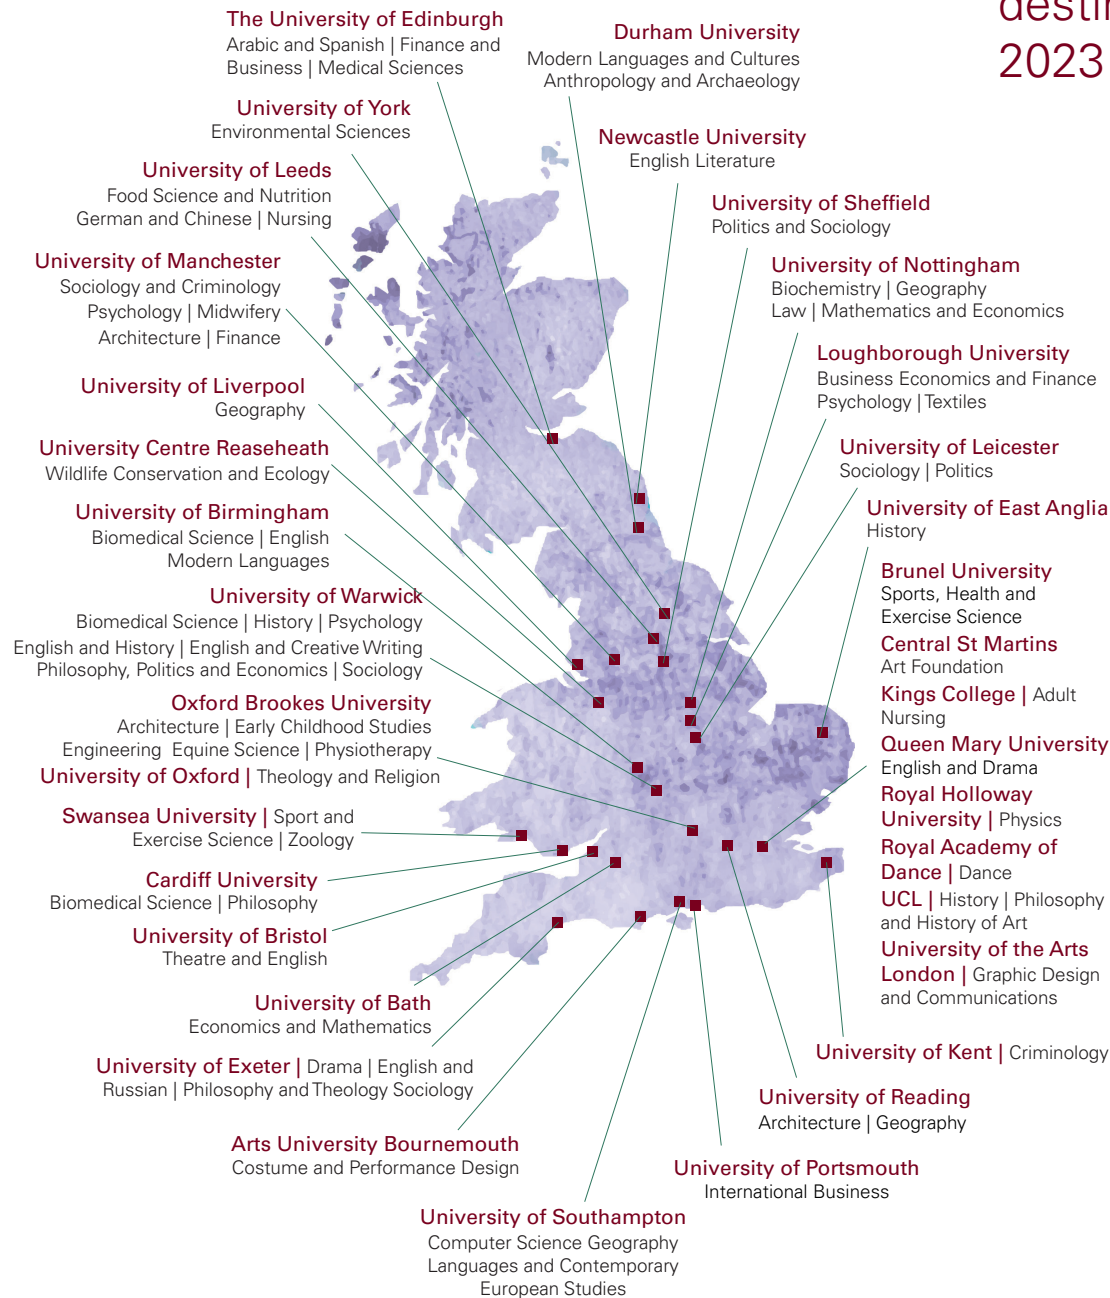 destin
2023
The University of Edinburgh
Arabic and Spanish | Finance and
Business | Medical Sciences
Durham University
Modern Languages and Cultures
Anthropology and Archaeology
University of York
Environmental Sciences
Newcastle University
English Literature
University of Leeds
Food Science and Nutrition
German and Chinese | Nursing
University of Sheffield
Politics and Sociology
University of Manchester
Sociology and Criminology
Psychology | Midwifery
Architecture | Finance
University of Nottingham
Biochemistry | Geography
Law | Mathematics and Economics
Loughborough University
Business Economics and Finance
Psychology | Textiles
University of Liverpool
Geography
University Centre Reaseheath
Wildlife Conservation and Ecology
University of Leicester
Sociology | Politics
University of Birmingham
Biomedical Science | English
Modern Languages
University of East Anglia
History
University of Warwick
Biomedical Science | History | Psychology
English and History | English and Creative Writing
Philosophy, Politics and Economics | Sociology
Brunel University
Sports, Health and
Exercise Science
Central St Martins
Art Foundation
Kings College | Adult
Nursing
Queen Mary University
English and Drama
Royal Holloway
University | Physics
Royal Academy of
Dance | Dance
UCL | History | Philosophy
and History of Art
University of the Arts
London | Graphic Design
and Communications
Oxford Brookes University
Architecture | Early Childhood Studies
Engineering Equine Science | Physiotherapy
University of Oxford | Theology and Religion
Swansea University | Sport and
Exercise Science | Zoology
Cardiff University
Biomedical Science | Philosophy
University of Bristol
Theatre and English
University of Bath
Economics and Mathematics
University of Exeter | Drama | English and
Russian | Philosophy and Theology Sociology
Arts University Bournemouth
Costume and Performance Design
University of Southampton
Computer Science Geography
Languages and Contemporary
European Studies
University of Portsmouth
International Business
University of Reading
Architecture | Geography
University of Kent | Criminology